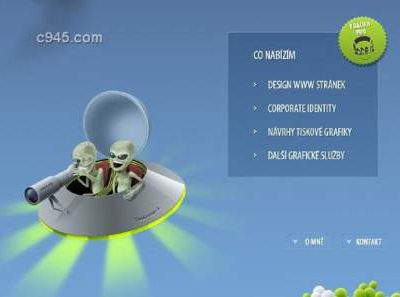 c945.com
CO NABÍZÍM
DESIGN WWW STRÁNEK
CORPORATE IDENTITY
NÁVRHY TISKOVÉ GRAFIKY
DALŠÍ GRAFICKÉ SLUŽBY
O MNĚ
KONTAKT